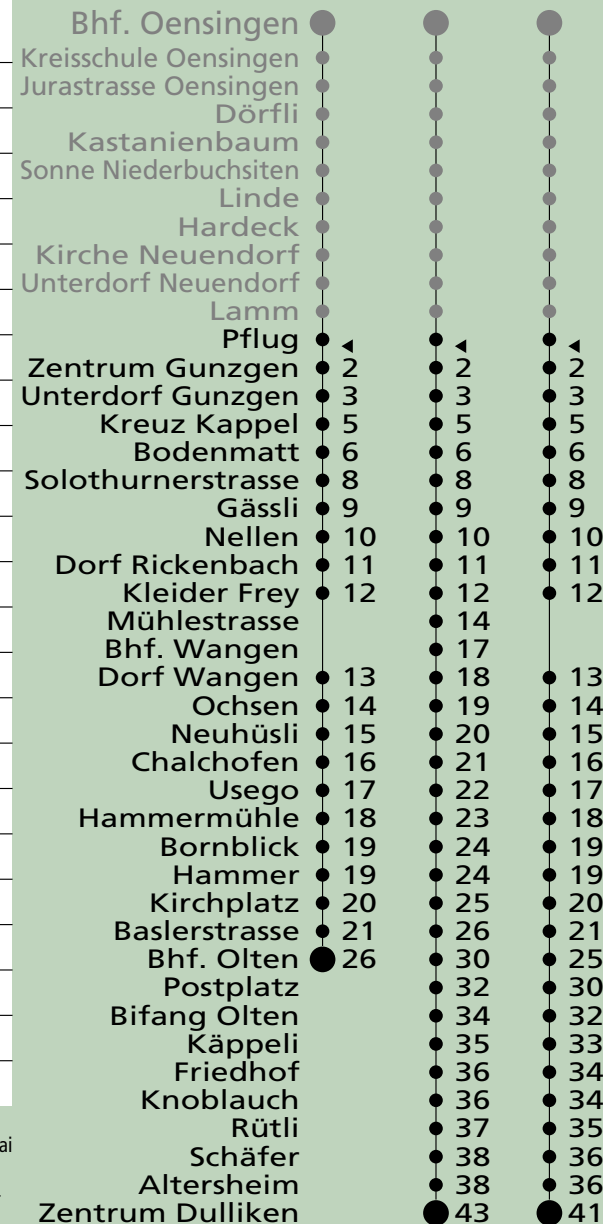 Bhf. Oensingen
Kreisschule Oensingen
Jurastrasse Oensingen
Dörfli
Kastanienbaum
Sonne Niederbuchsiten
Linde
Hardeck
Kirche Neuendorf
Unterdorf Neuendorf
Lamm
Pflug
Zentrum Gunzgen 2 2 2
Unterdorf Gunzgen 3 3 3
Kreuz Kappel 5 5 5
Bodenmatt 6 6 6
Solothurnerstrasse 8 8 8
Gässli 9 9 9
Nellen 10 10 10
Dorf Rickenbach 11 11 11
Kleider Frey 12 12 12
Mühlestrasse 14
Bhf. Wangen 17
Dorf Wangen 13 18 13
Ochsen 14 19 14
Neuhüsli 15 20 15
Chalchofen 16 21 16
Usego 17 22 17
Hammermühle 18 23 18
Bornblick 19 24 19
Hammer 19 24 19
Kirchplatz 20 25 20
Baslerstrasse 21 26 21
Bhf. Olten 26 30 25
Postplatz 32 30
Bifang Olten 34 32
Käppeli 35 33
Friedhof 36 34
Knoblauch 36 34
Rütli 37 35
ai
Schäfer 38 36
Altersheim 38 36
Zentrum Dulliken 43 41